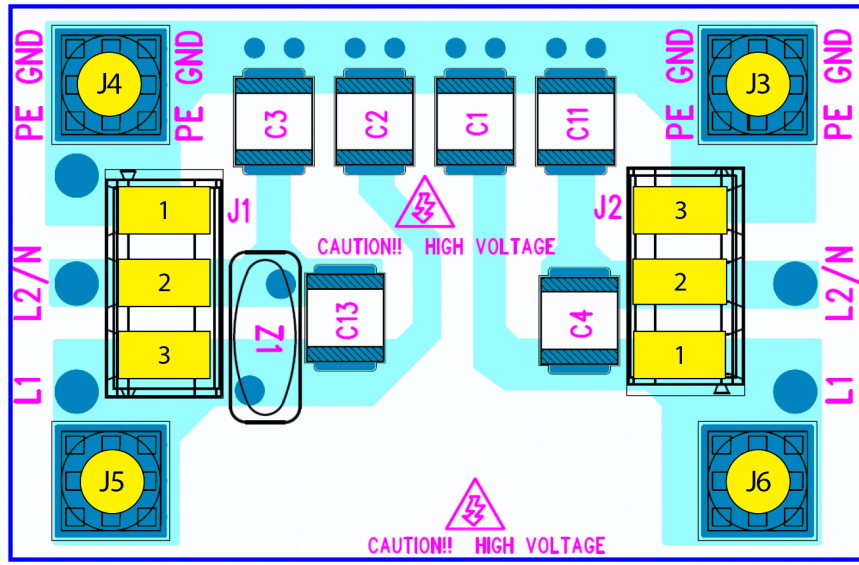 PE GND
J4
PE GND
C3
C2
C1
C11
PE GND
J3
PE GND
1
J1
2
3
J2
3
2
1
L2/N
L1
L2/N
L1
CAUTION!! HIGH VOLTAGE
Z1
C13
C4
J5
J6
CAUTION!! HIGH VOLTAGE